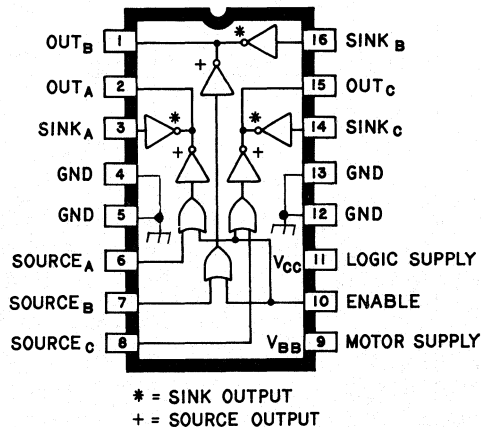 OUTB 1 * 16 SINKB
+
OUTA 2 15 OUTC
SINKA 3 * * 14 SINKC
+ +
GND 4 13 GND
GND 5 12 GND
SOURCEA 6 VCC 11 LOGIC SUPPLY
SOURCEB 7 10 ENABLE
SOURCEC 8 VBB 9 MOTOR SUPPLY
* = SINK OUTPUT
+ = SOURCE OUTPUT